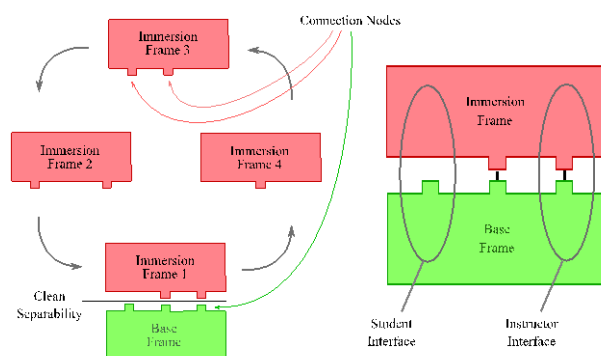 Connection Nodes
Immersion
Frame 3
Immersion
Frame 2
Immersion
Frame 4
Immersion
Frame 1
Clean
Separability
Base
Frame
Immersion
Frame
Base
Frame
Student
Interface
Instructor
Interface